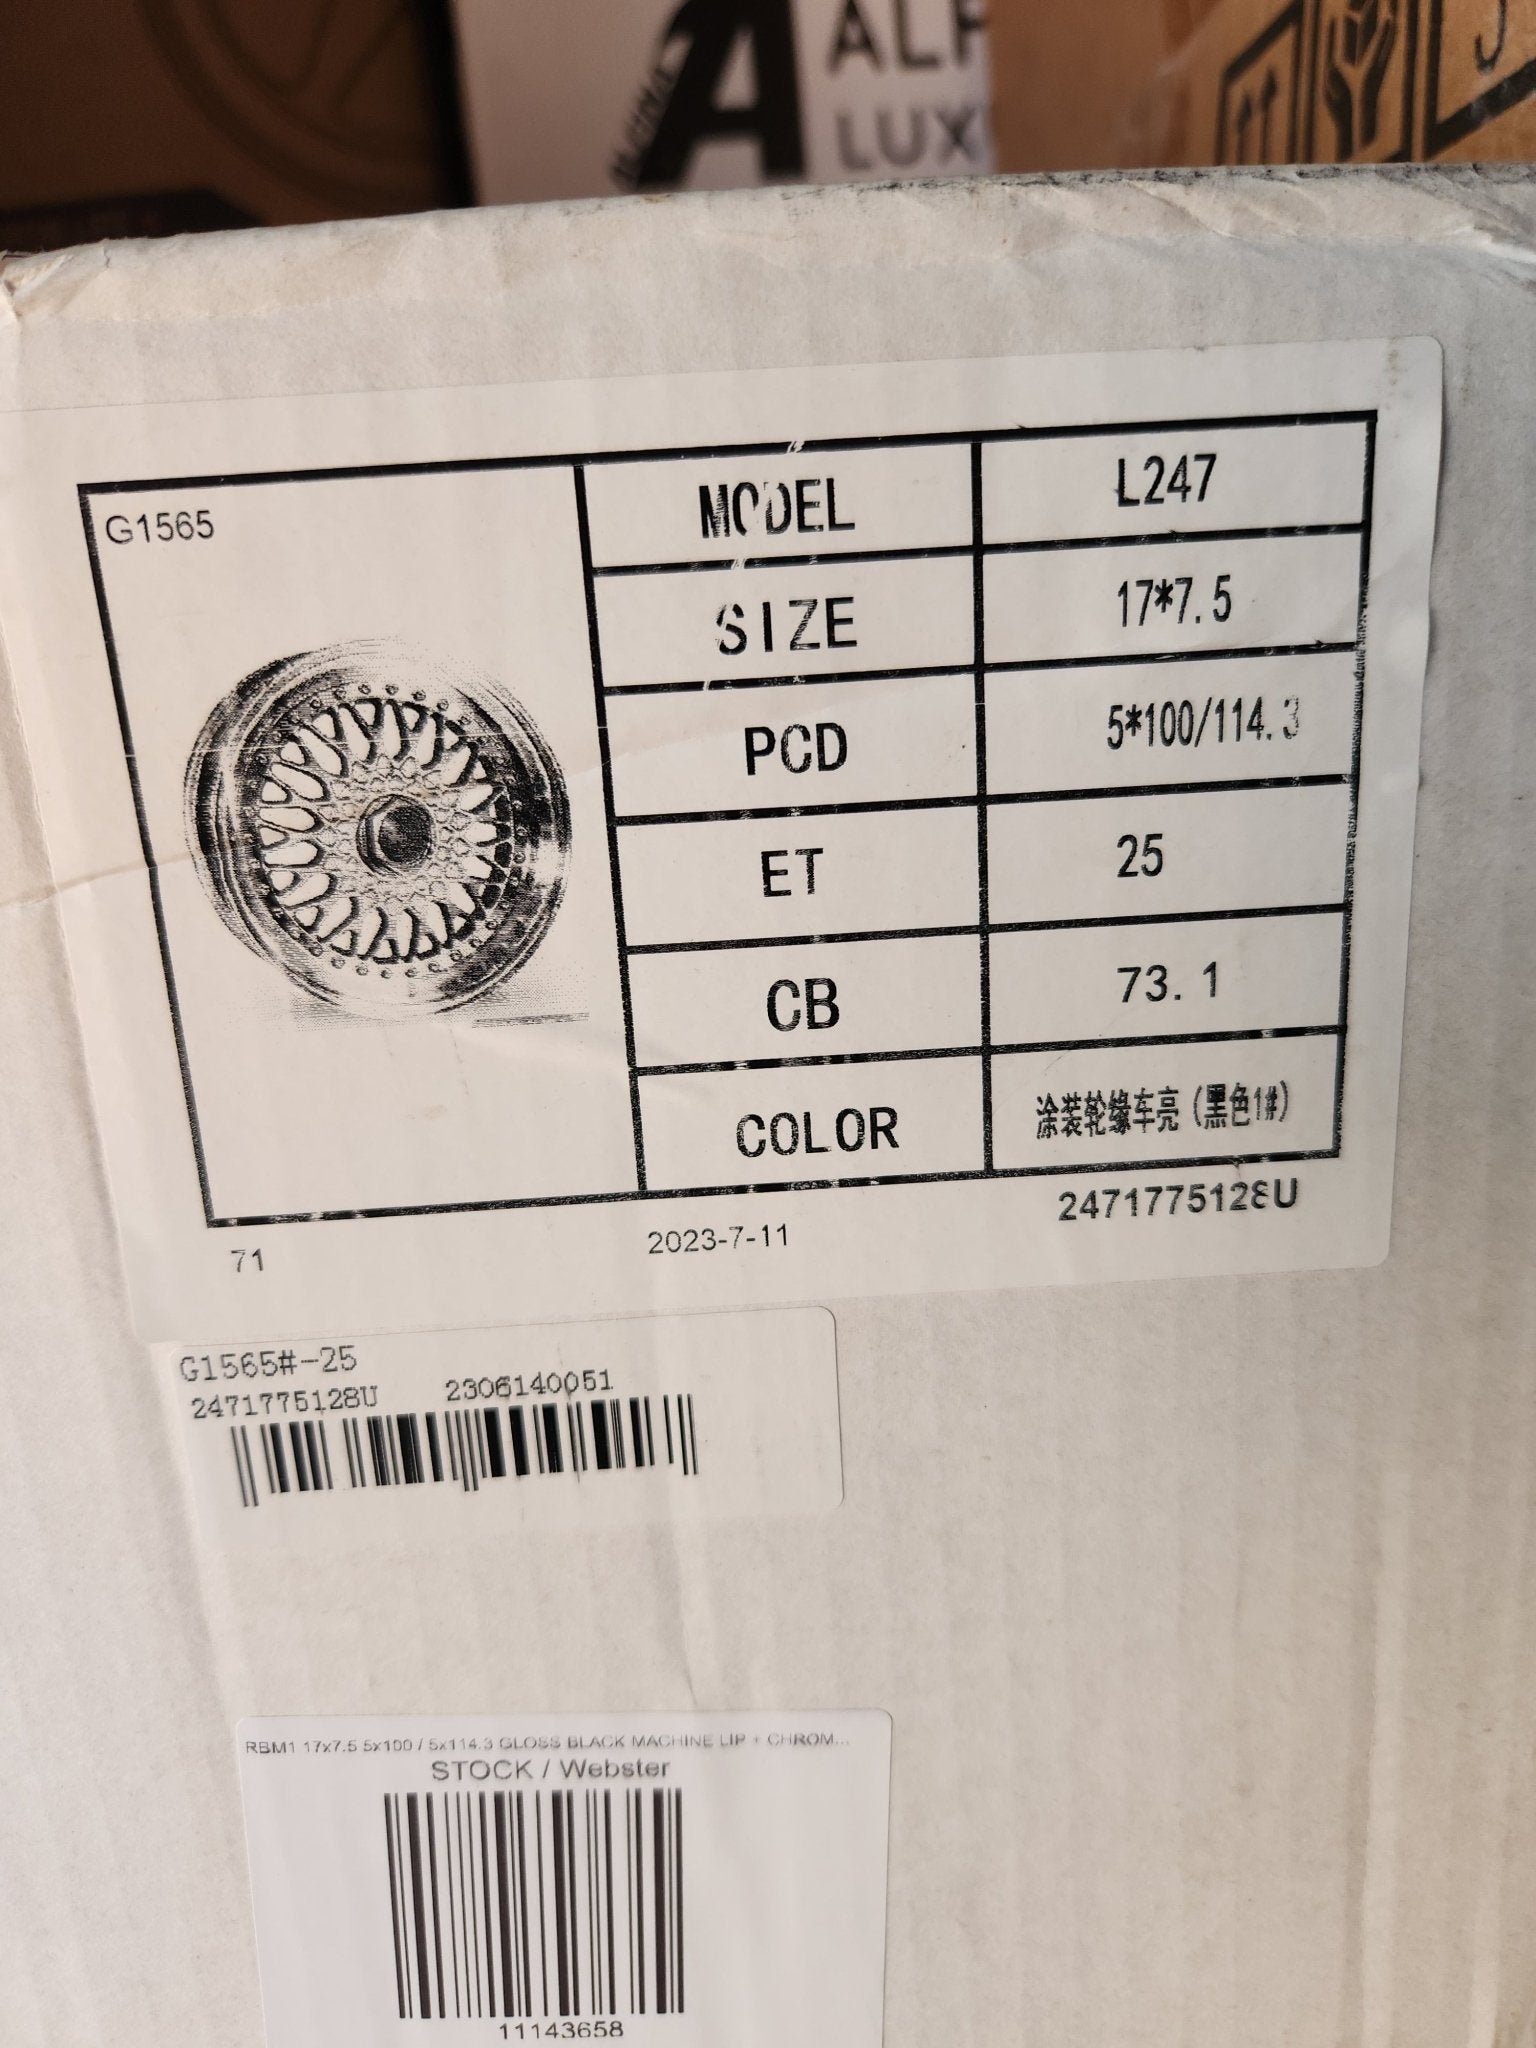 ALP
LUX
G1565
MODEL L247
SIZE 17*7.5
PCD 5*100/114.3
ET 25
CB 73.1
COLOR 涂装轮缘车亮(黑色1#)
71 2023-7-11 2471775128U
G1565#-25
2471775128U 2306140051
RBM1 17x7.5 5x100 / 5x114.3 GLOSS BLACK MACHINE LIP + CHROM...
STOCK / Webster
11143658